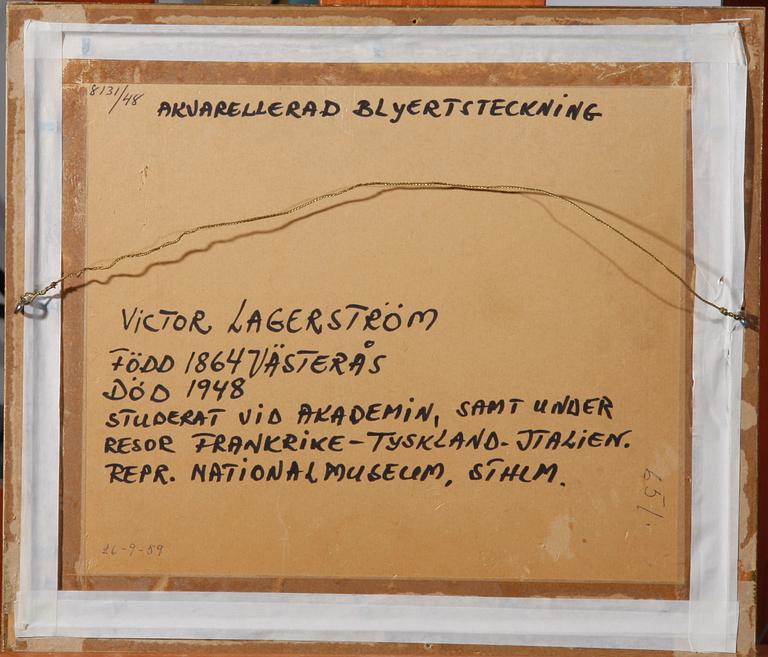 8131/48
AKVARELLERAD BLYERTSTECKNING
VICTOR LAGERSTRÖM
FÖDD 1864 VÄSTERÅS
DÖD 1948
STUDERAT VID AKADEMIN, SAMT UNDER
RESOR FRANKRIKE-TYSKLAND-ITALIEN.
REPR. NATIONALMUSEUM, STHLM.
26-9-59